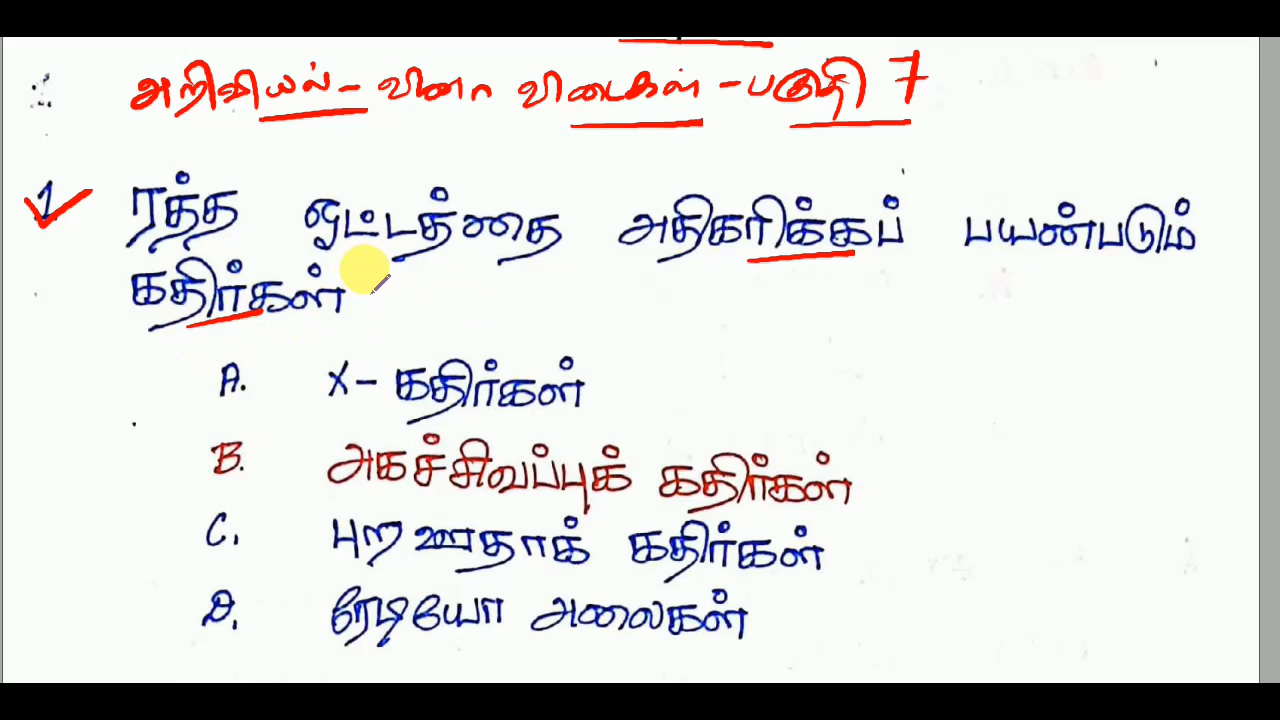 அறிவியல் - வினா விடைகள் - பகுதி 7
1 ரத்த ஓட்டத்தை அதிகரிக்கப் பயன்படும்
கதிர்கள்
A. X - கதிர்கள்
B. அகச்சிவப்புக் கதிர்கள்
C. புற ஊதாக் கதிர்கள்
D. ரேடியோ அலைகள்